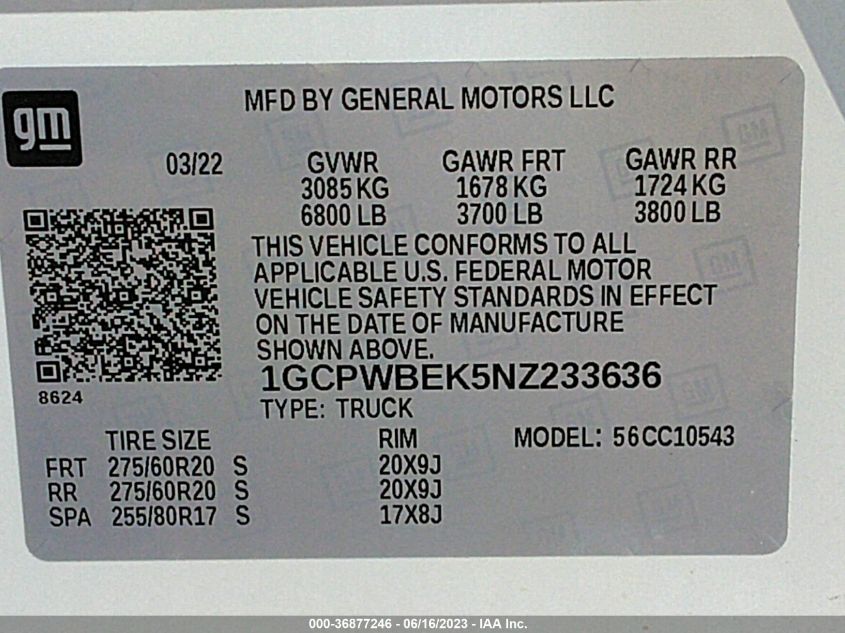 MFD BY GENERAL MOTORS LLC
gm
03/22 GVWR GAWR FRT GAWR RR
3085 KG 1678 KG 1724 KG
6800 LB 3700 LB 3800 LB
THIS VEHICLE CONFORMS TO ALL
APPLICABLE U.S. FEDERAL MOTOR
VEHICLE SAFETY STANDARDS IN EFFECT
ON THE DATE OF MANUFACTURE
SHOWN ABOVE.
1GCPWBEK5NZ233636
8624
TYPE: TRUCK
TIRE SIZE RIM MODEL: 56CC10543
FRT 275/60R20 S 20X9J
RR 275/60R20 S 20X9J
SPA 255/80R17 S 17X8J
000-36877246 - 06/16/2023 - IAA Inc.